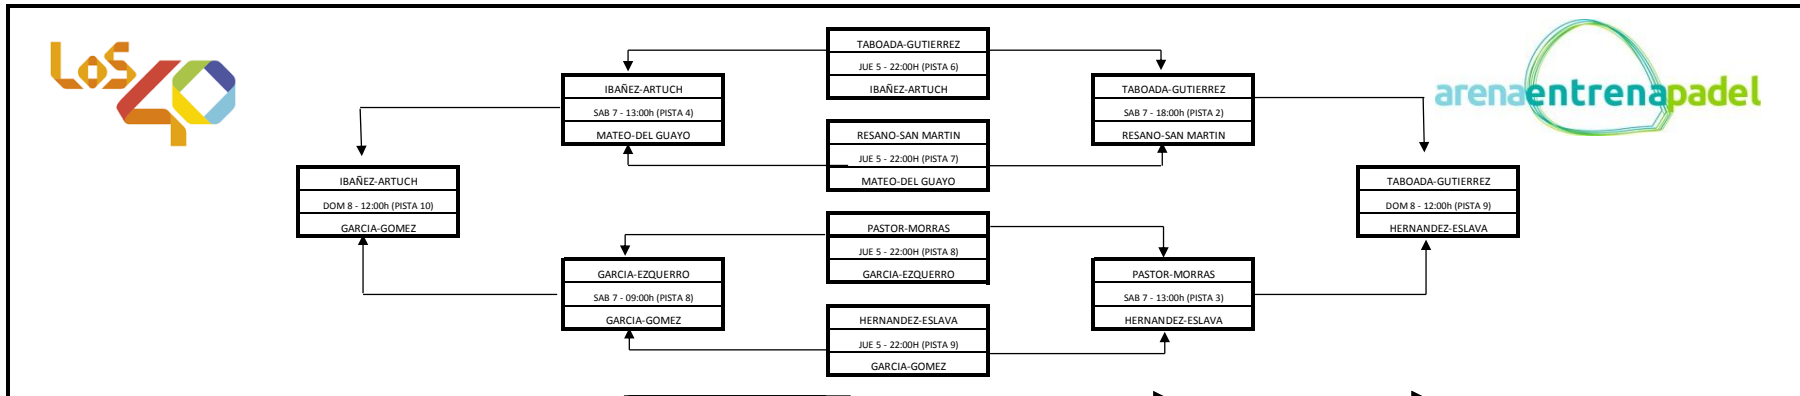 Los 40
arenaentrenapadel
TABOADA-GUTIERREZ
JUE 5 - 22:00H (PISTA 6)
IBAÑEZ-ARTUCH
IBAÑEZ-ARTUCH
SAB 7 - 13:00h (PISTA 4)
MATEO-DEL GUAYO
TABOADA-GUTIERREZ
SAB 7 - 18:00h (PISTA 2)
RESANO-SAN MARTIN
RESANO-SAN MARTIN
JUE 5 - 22:00H (PISTA 7)
MATEO-DEL GUAYO
IBAÑEZ-ARTUCH
DOM 8 - 12:00h (PISTA 10)
GARCIA-GOMEZ
TABOADA-GUTIERREZ
DOM 8 - 12:00h (PISTA 9)
HERNANDEZ-ESLAVA
PASTOR-MORRAS
JUE 5 - 22:00H (PISTA 8)
GARCIA-EZQUERRO
GARCIA-EZQUERRO
SAB 7 - 09:00h (PISTA 8)
GARCIA-GOMEZ
PASTOR-MORRAS
SAB 7 - 13:00h (PISTA 3)
HERNANDEZ-ESLAVA
HERNANDEZ-ESLAVA
JUE 5 - 22:00H (PISTA 9)
GARCIA-GOMEZ